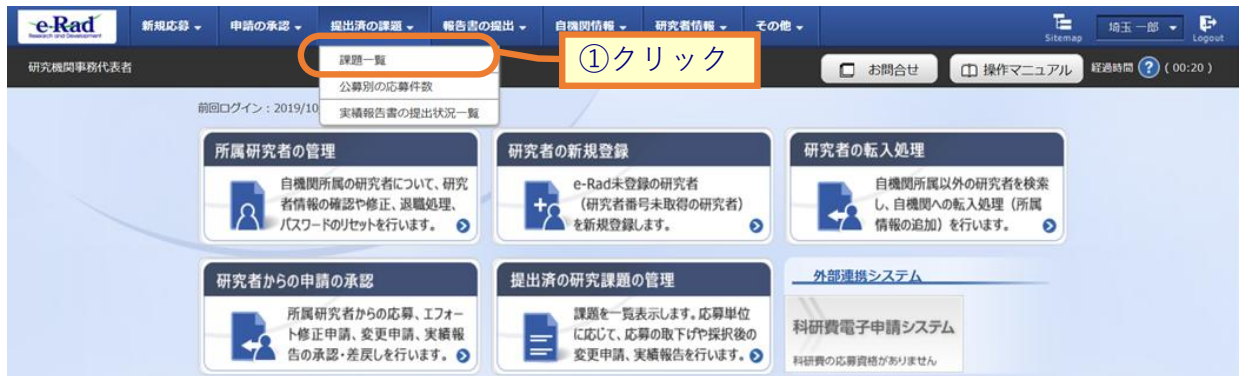 e-Rad
Research and Development
新規応募
申請の承認
提出済の課題
報告書の提出
自機関情報
研究者情報
その他
Sitemap
埼玉 一郎
Logout
研究機関事務代表者
課題一覧
①クリック
お問合せ
操作マニュアル
経過時間 ? ( 00:20 )
公募別の応募件数
前回ログイン:2019/10
実績報告書の提出状況一覧
所属研究者の管理
自機関所属の研究者について、研究
者情報の確認や修正、退職処理、
パスワードのリセットを行います。
研究者の新規登録
e-Rad未登録の研究者
(研究者番号未取得の研究者)
を新規登録します。
研究者の転入処理
自機関所属以外の研究者を検索
し、自機関への転入処理(所属
情報の追加)を行います。
研究者からの申請の承認
所属研究者からの応募、エフォー
ト修正申請、変更申請、実績報
告の承認・差戻しを行います。
提出済の研究課題の管理
課題を一覧表示します。応募単位
に応じて、応募の取下げや採択後の
変更申請、実績報告を行います。
外部連携システム
科研費電子申請システム
科研費の応募資格がありません